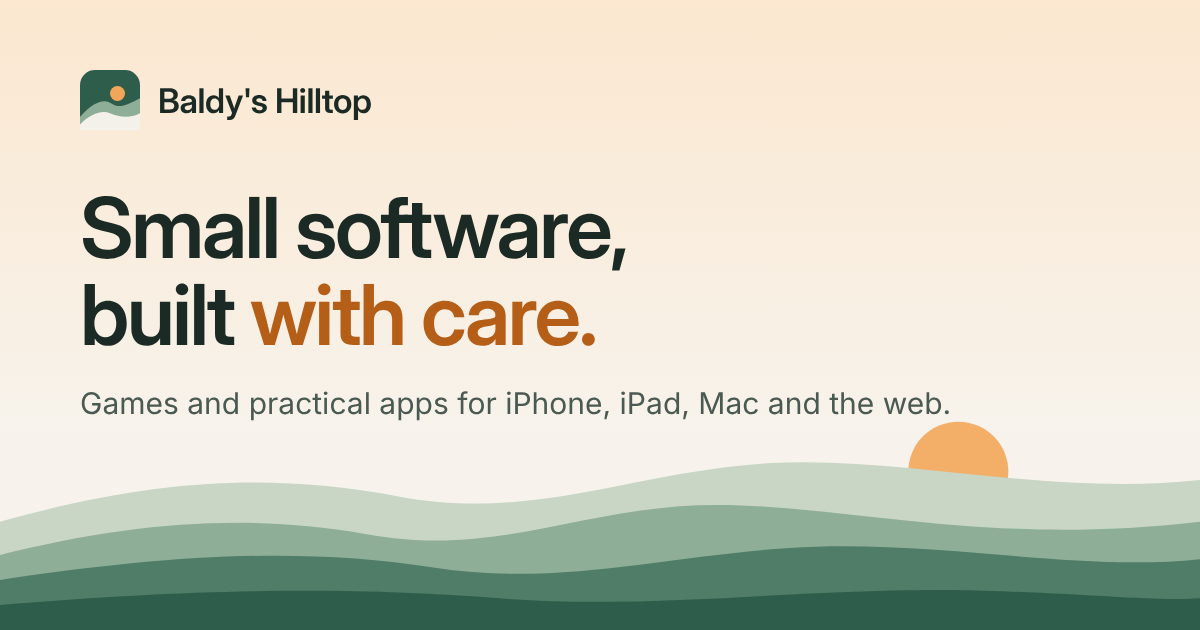 Baldy's Hilltop
Small software,
built with care.
Games and practical apps for iPhone, iPad, Mac and the web.